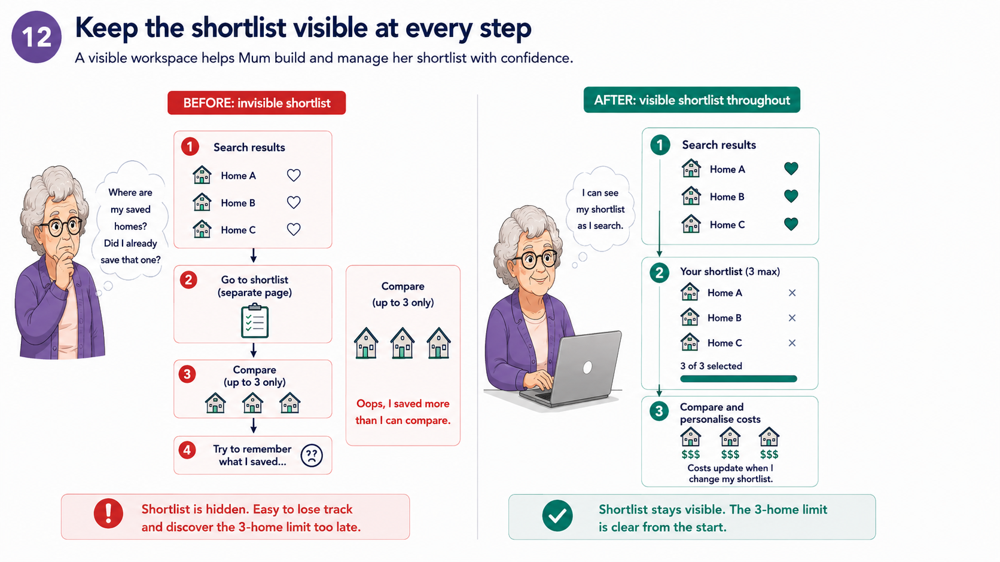 12
Keep the shortlist visible at every step
A visible workspace helps Mum build and manage her shortlist with confidence.
BEFORE: invisible shortlist
Where are
my saved
homes?
Did I already
save that one?
1
Search results
Home A
Home B
Home C
2
Go to shortlist
(separate page)
3
Compare
(up to 3 only)
4
Try to remember
what I saved...
??
Compare
(up to 3 only)
Oops, I saved more
than I can compare.
!
Shortlist is hidden. Easy to lose track
and discover the 3-home limit too late.
AFTER: visible shortlist throughout
I can see
my shortlist
as I search.
1
Search results
Home A
Home B
Home C
2
Your shortlist (3 max)
Home A ×
Home B ×
Home C ×
3 of 3 selected
3
Compare and
personalise costs
$$$ $$$ $$$
Costs update when I
change my shortlist.
Shortlist stays visible. The 3-home limit
is clear from the start.